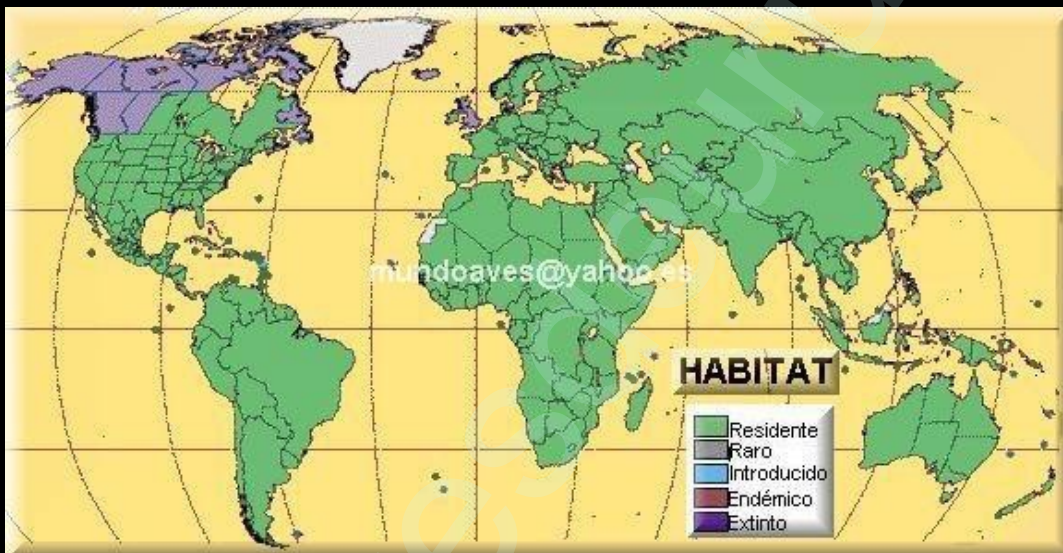 mundoaves@yahoo.es
HABITAT
Residente
Raro
Introducido
Endémico
Extinto